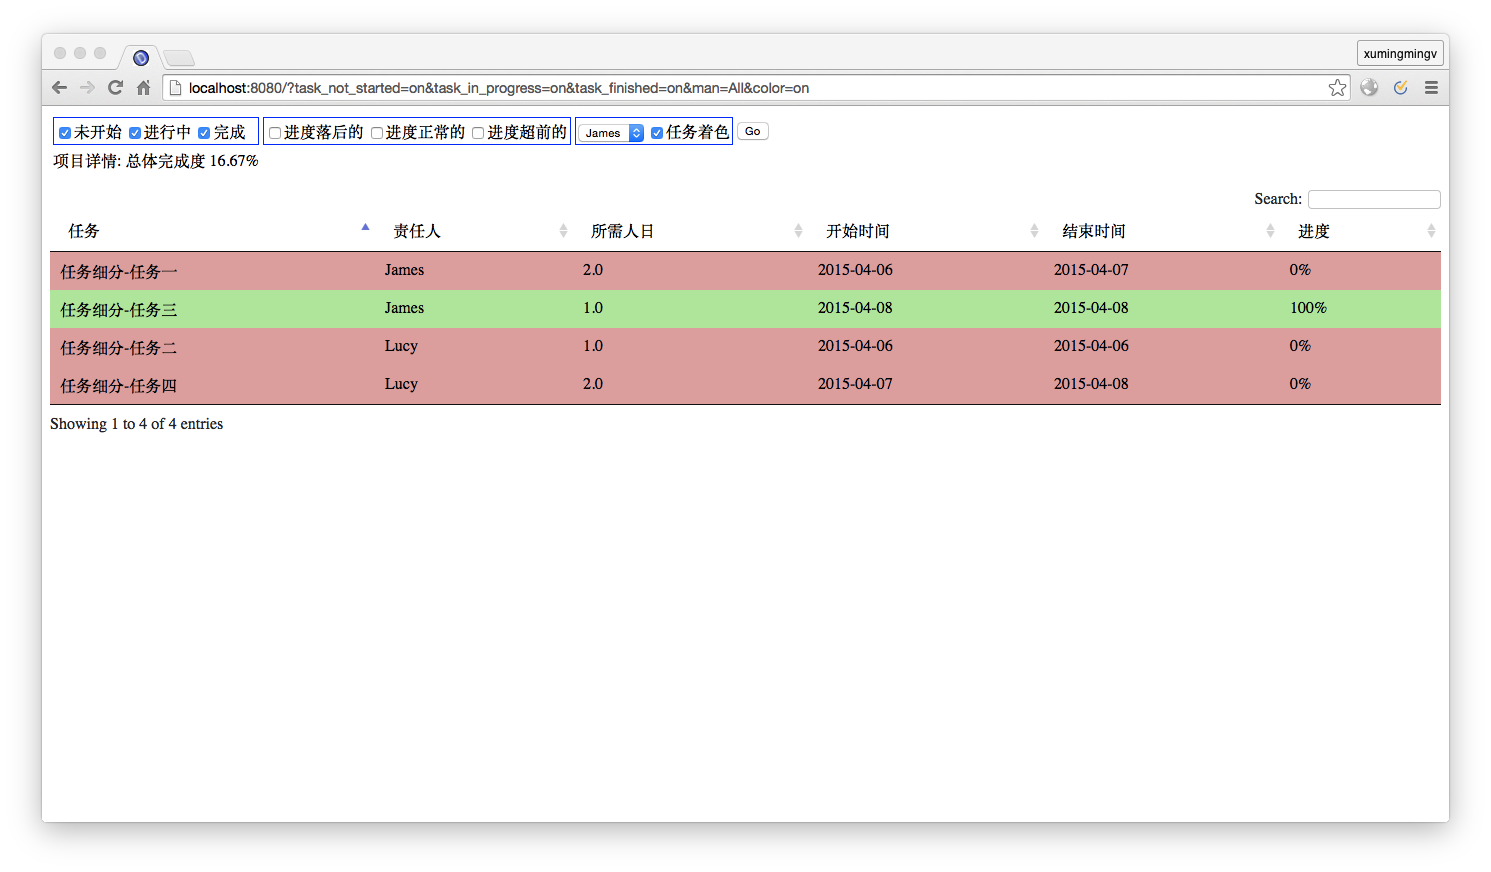 xumingmingv
localhost:8080/?task_not_started=on&task_in_progress=on&task_finished=on&man=All&color=on
未开始 进行中 完成 进度落后的 进度正常的 进度超前的 James 任务着色 Go
项目详情: 总体完成度 16.67%
Search:
任务 责任人 所需人日 开始时间 结束时间 进度
任务细分-任务一 James 2.0 2015-04-06 2015-04-07 0%
任务细分-任务三 James 1.0 2015-04-08 2015-04-08 100%
任务细分-任务二 Lucy 1.0 2015-04-06 2015-04-06 0%
任务细分-任务四 Lucy 2.0 2015-04-07 2015-04-08 0%
Showing 1 to 4 of 4 entries